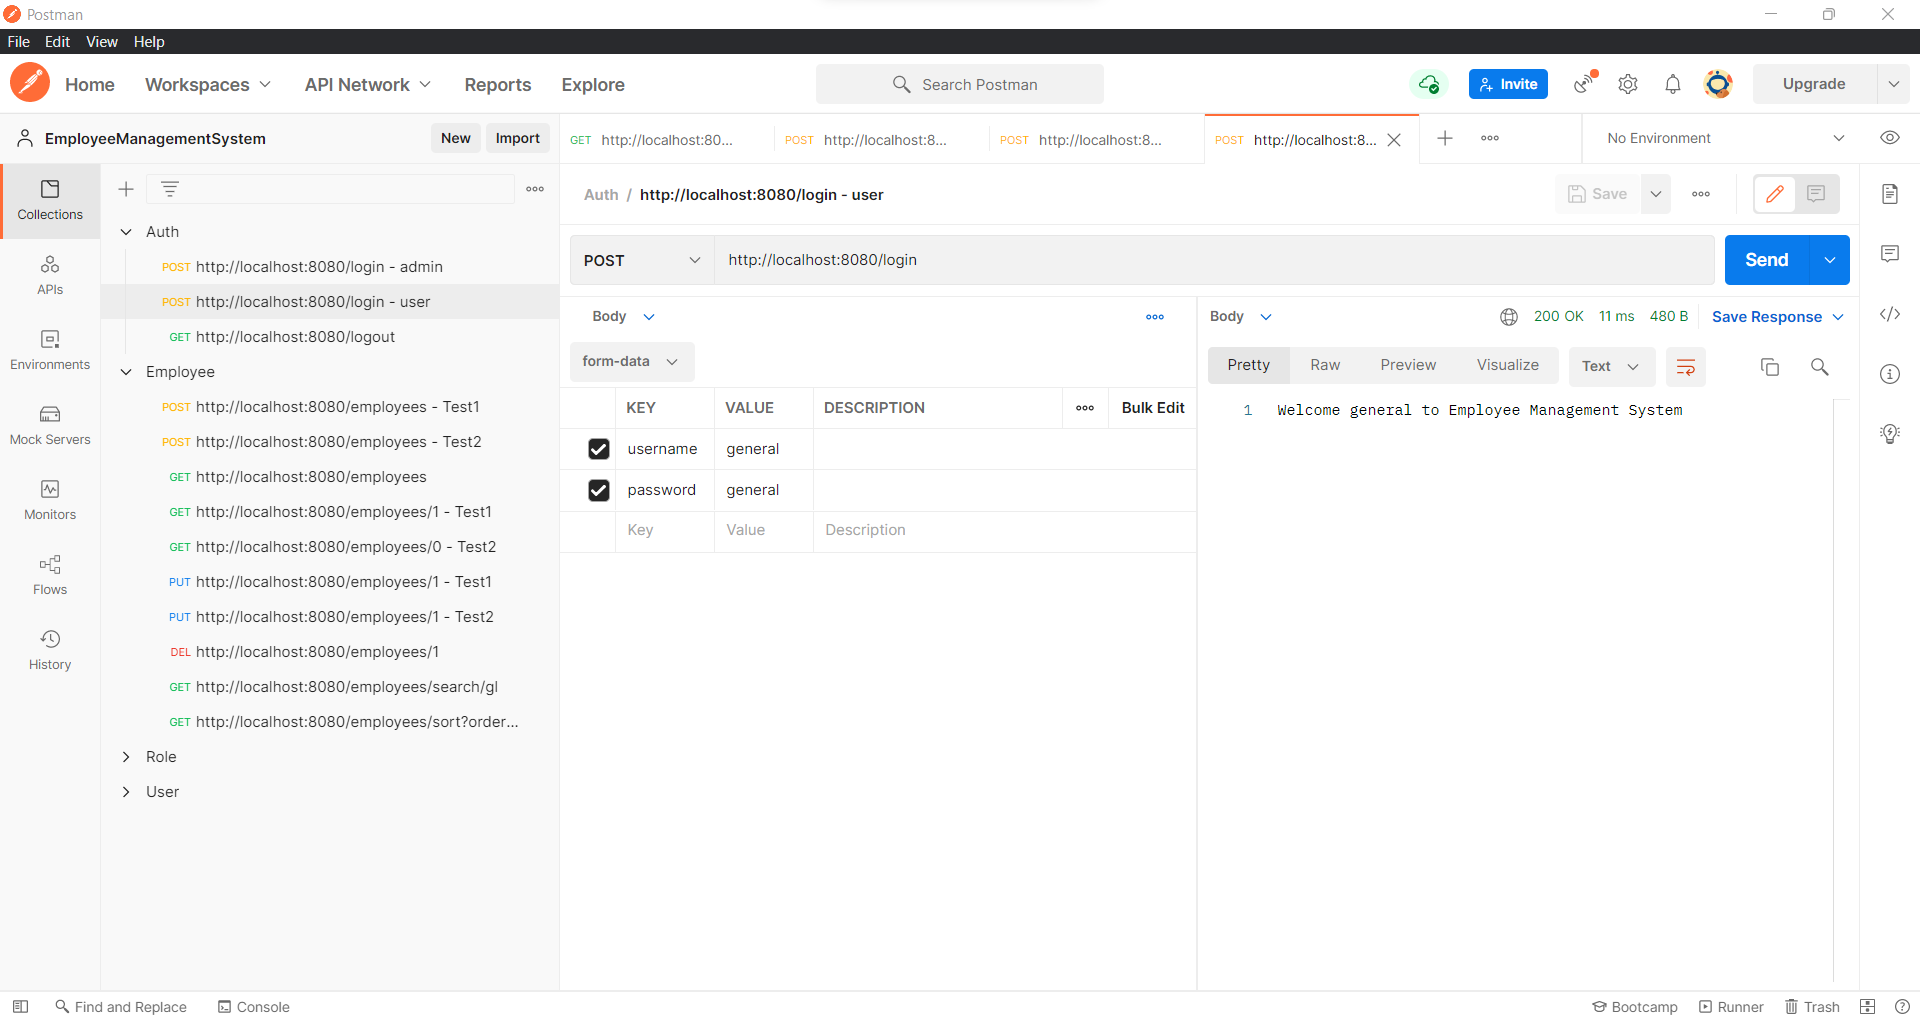 Postman
File Edit View Help
Home Workspaces API Network Reports Explore
Search Postman
Invite
Upgrade
EmployeeManagementSystem
New Import
GET http://localhost:80...
POST http://localhost:8...
POST http://localhost:8...
POST http://localhost:8...
No Environment
Collections
APIs
Environments
Mock Servers
Monitors
Flows
History
Auth
POST http://localhost:8080/login - admin
POST http://localhost:8080/login - user
GET http://localhost:8080/logout
Employee
POST http://localhost:8080/employees - Test1
POST http://localhost:8080/employees - Test2
GET http://localhost:8080/employees
GET http://localhost:8080/employees/1 - Test1
GET http://localhost:8080/employees/0 - Test2
PUT http://localhost:8080/employees/1 - Test1
PUT http://localhost:8080/employees/1 - Test2
DEL http://localhost:8080/employees/1
GET http://localhost:8080/employees/search/gl
GET http://localhost:8080/employees/sort?order...
Role
User
Auth / http://localhost:8080/login - user
Save
POST http://localhost:8080/login
Send
Body
form-data
KEY VALUE DESCRIPTION Bulk Edit
username general
password general
Key Value Description
Body
200 OK 11 ms 480 B Save Response
Pretty Raw Preview Visualize Text
1 Welcome general to Employee Management System
Find and Replace Console
Bootcamp Runner Trash